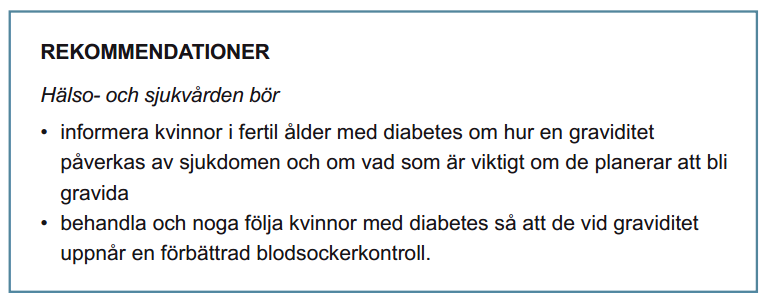 REKOMMENDATIONER
Hälso- och sjukvården bör
• informera kvinnor i fertil ålder med diabetes om hur en graviditet
påverkas av sjukdomen och om vad som är viktigt om de planerar att bli
gravida
• behandla och noga följa kvinnor med diabetes så att de vid graviditet
uppnår en förbättrad blodsockerkontroll.